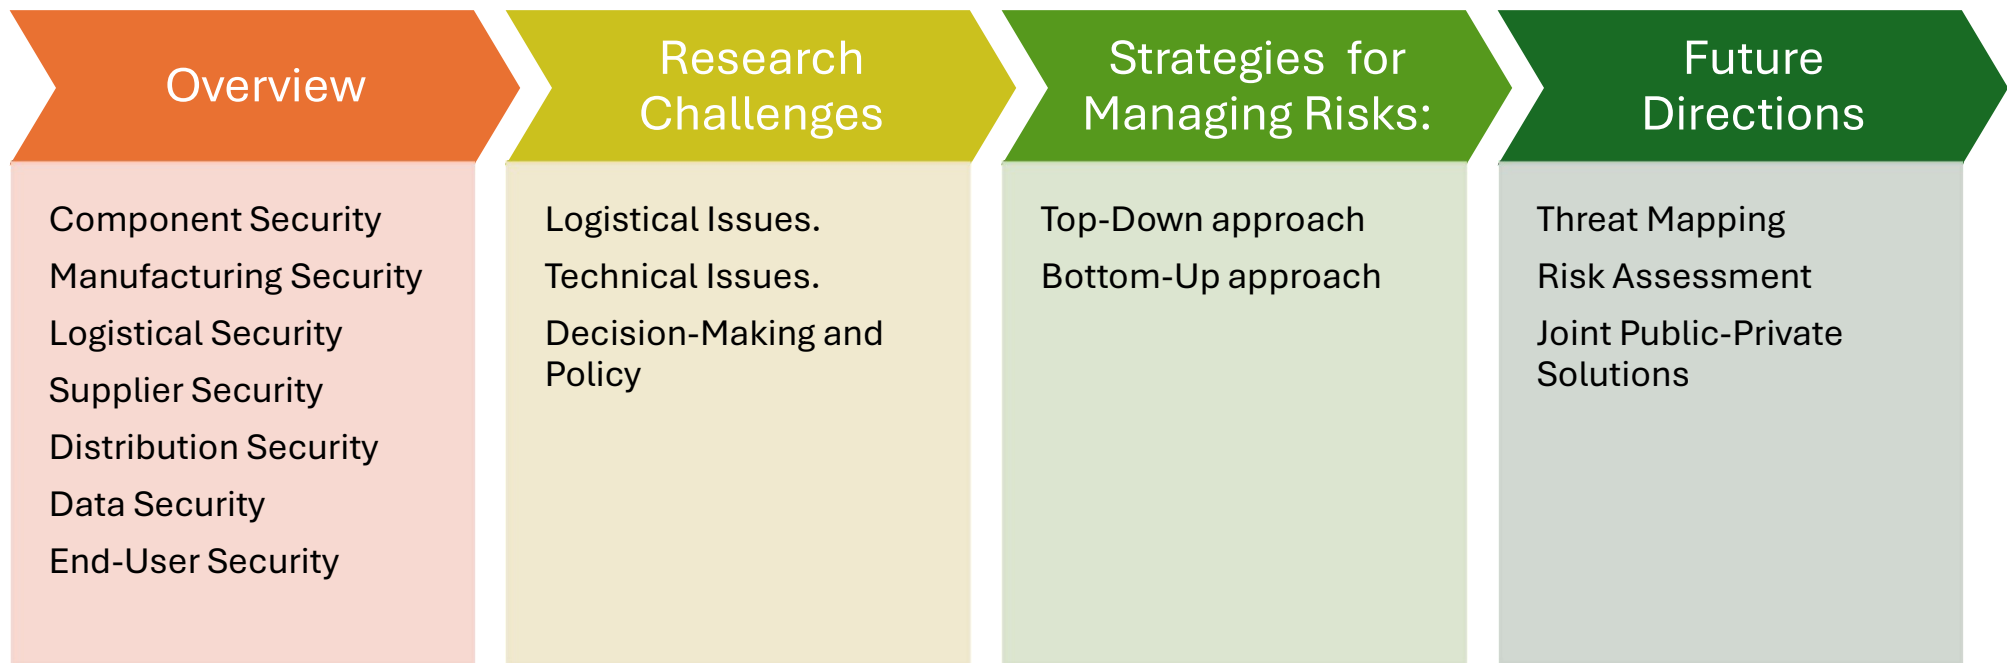 Overview
Component Security
Manufacturing Security
Logistical Security
Supplier Security
Distribution Security
Data Security
End-User Security
Research
Challenges
Logistical Issues.
Technical Issues.
Decision-Making and
Policy
Strategies  for
Managing Risks:
Top-Down approach
Bottom-Up approach
Future
Directions
Threat Mapping
Risk Assessment
Joint Public-Private
Solutions